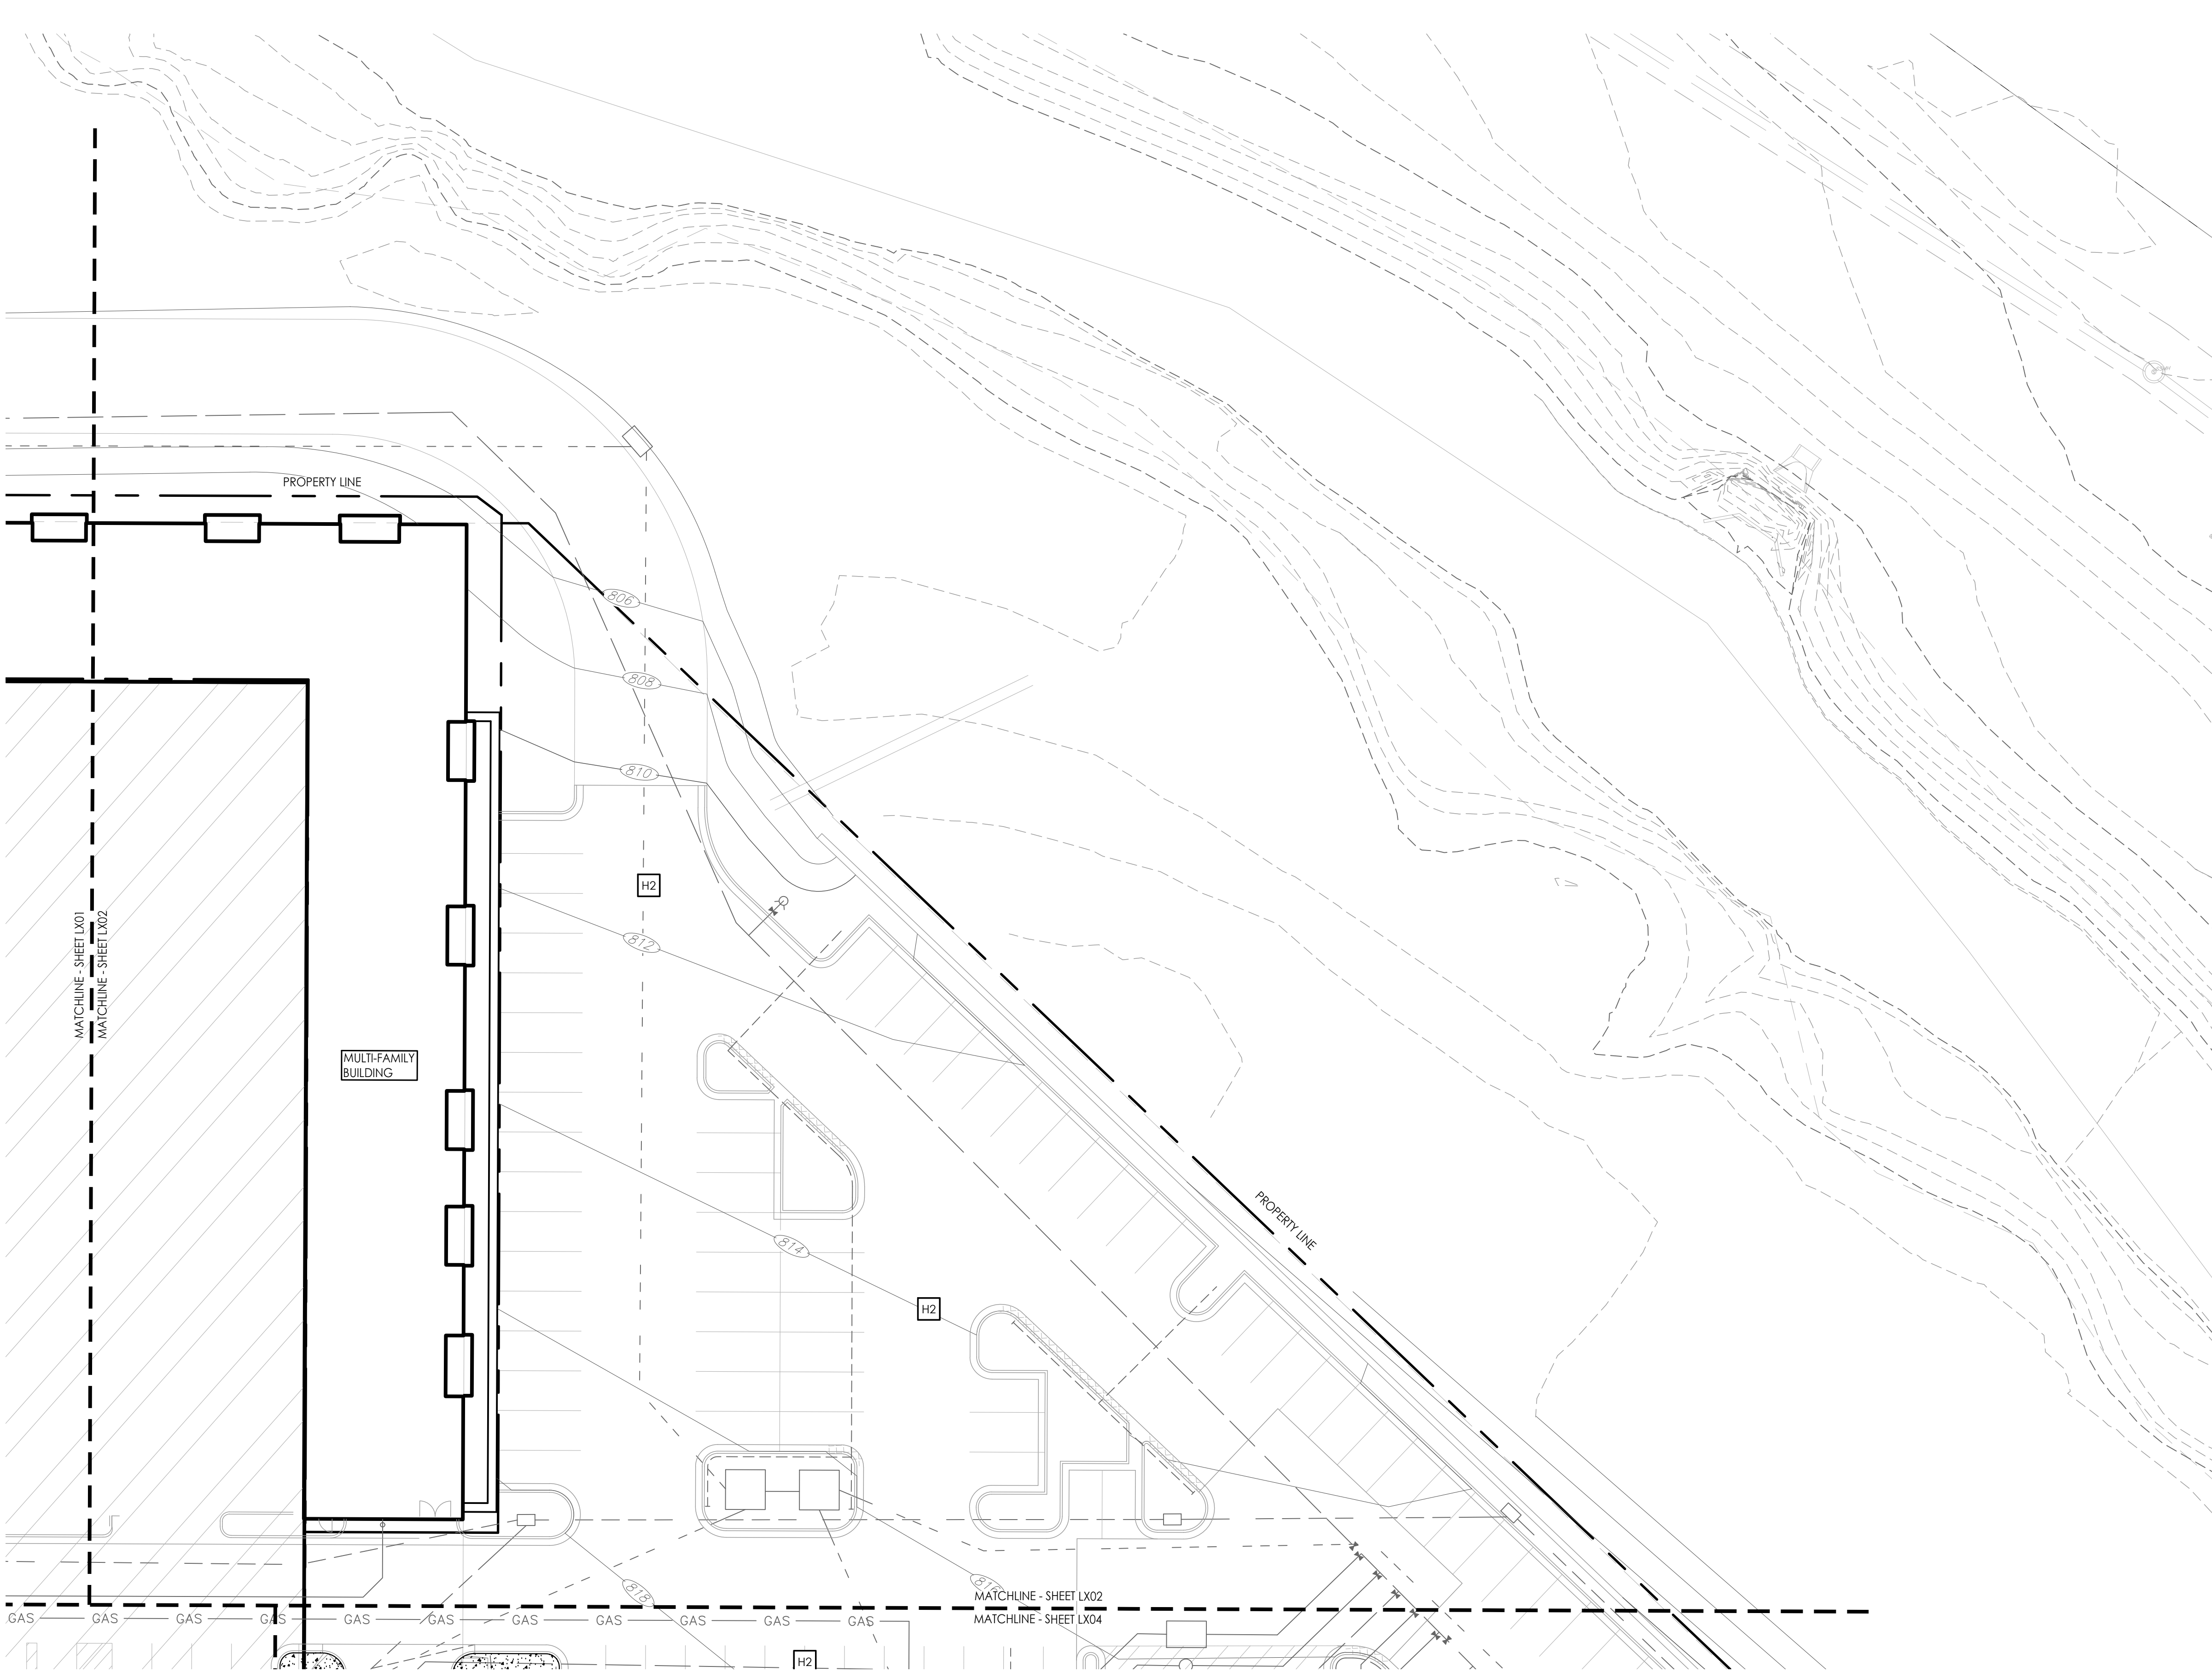 PROPERTY LINE
806
808
810
H2
812
MATCHLINE - SHEET LX01
MATCHLINE - SHEET LX02
MULTI-FAMILY
BUILDING
PROPERTY LINE
814
H2
818
816
MATCHLINE - SHEET LX02
MATCHLINE - SHEET LX04
GAS GAS GAS GAS GAS GAS GAS GAS GAS GAS GAS
H2